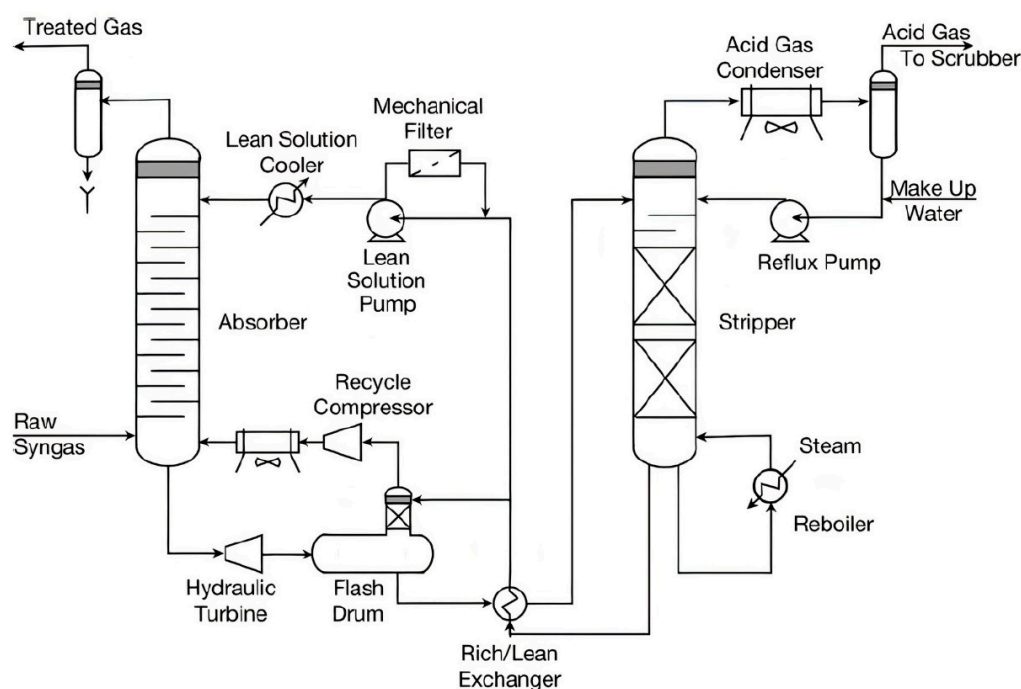 Treated Gas
Acid Gas
To Scrubber
Acid Gas
Condenser
Mechanical
Filter
Lean Solution
Cooler
Make Up
Water
Lean
Solution
Pump
Reflux Pump
Absorber
Stripper
Recycle
Compressor
Raw
Syngas
Steam
Reboiler
Hydraulic
Turbine
Flash
Drum
Rich/Lean
Exchanger